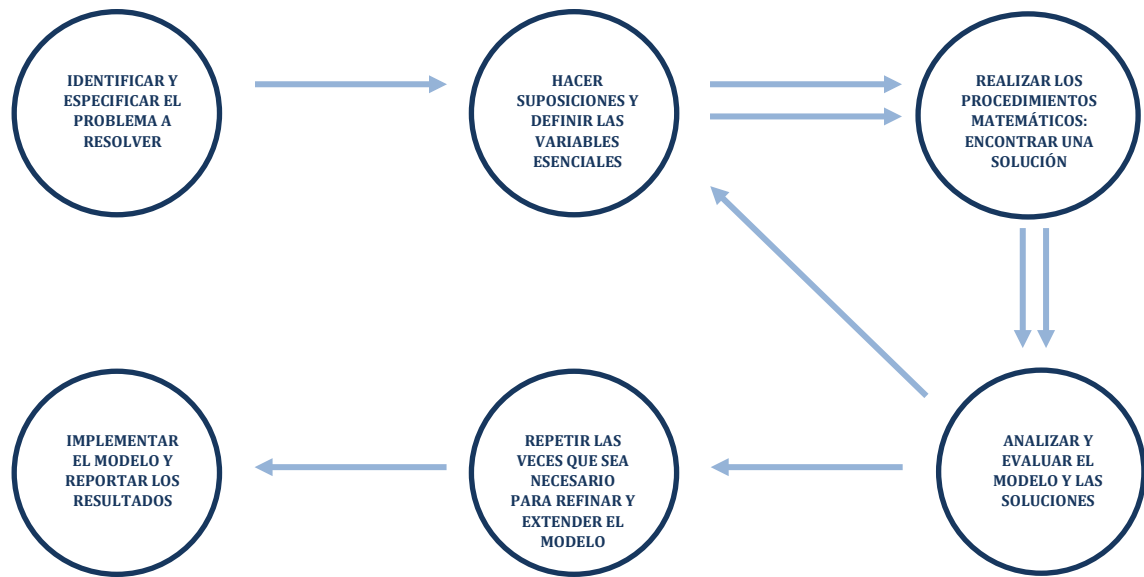 IDENTIFICAR Y
ESPECIFICAR EL
PROBLEMA A
RESOLVER
HACER
SUPOSICIONES Y
DEFINIR LAS
VARIABLES
ESENCIALES
REALIZAR LOS
PROCEDIMIENTOS
MATEMÁTICOS:
ENCONTRAR UNA
SOLUCIÓN
ANALIZAR Y
EVALUAR EL
MODELO Y LAS
SOLUCIONES
REPETIR LAS
VECES QUE SEA
NECESARIO
PARA REFINAR Y
EXTENDER EL
MODELO
IMPLEMENTAR
EL MODELO Y
REPORTAR LOS
RESULTADOS